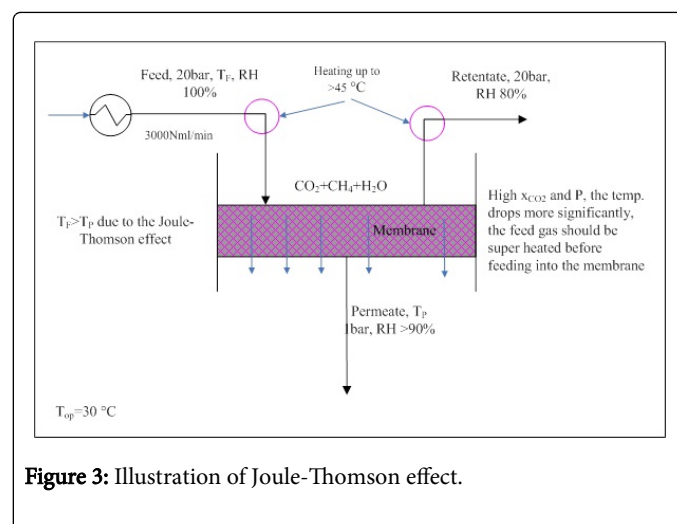 Feed, 20bar, T_F, RH
100%
Heating up to
>45 °C
Retentate, 20bar,
RH 80%
3000Nml/min
CO₂+CH₄+H₂O
T_F>T_P due to the Joule-
Thomson effect
Membrane
High x_CO2 and P, the temp.
drops more significantly,
the feed gas should be
super heated before
feeding into the membrane
Permeate, T_P
1bar, RH >90%
T_op=30 °C
Figure 3: Illustration of Joule-Thomson effect.